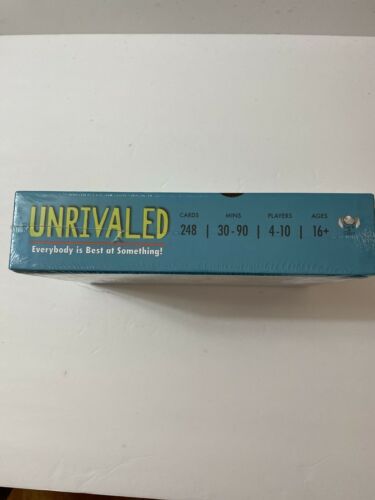 UNRIVALED
Everybody is Best at Something!
CARDS MINS PLAYERS AGES
248 | 30-90 | 4-10 | 16+